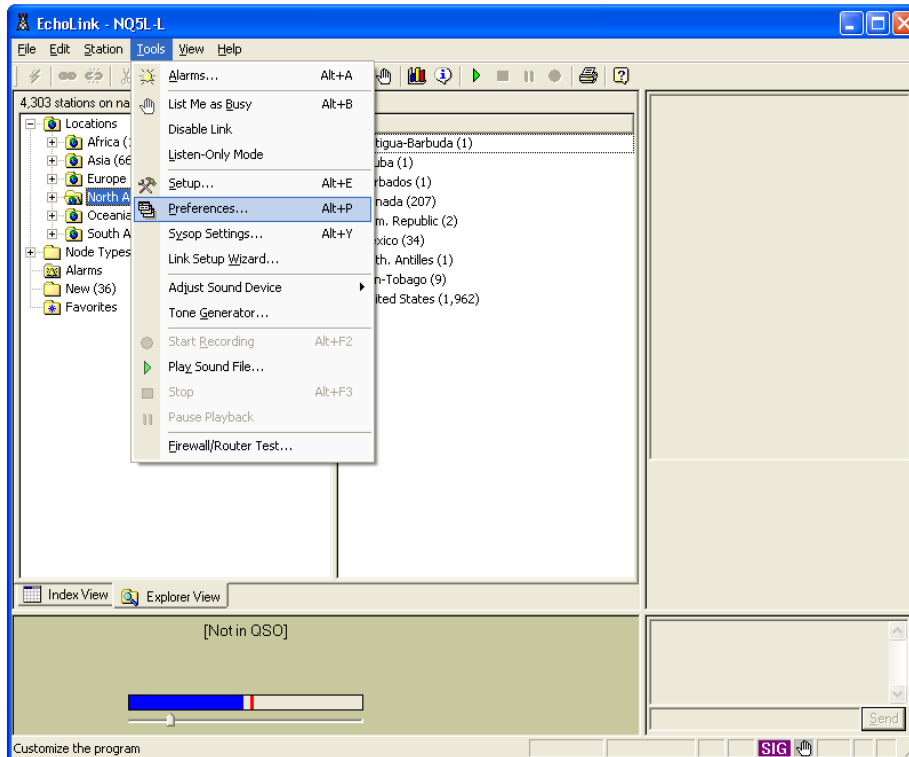 EchoLink - NQ5L-L
File Edit Station Tools View Help
4,303 stations on na
Locations
Africa (
Asia (66
Europe
North A
Oceania
South A
Node Types
Alarms
New (36)
Favorites
Alarms... Alt+A
List Me as Busy Alt+B
Disable Link
Listen-Only Mode
Setup... Alt+E
Preferences... Alt+P
Sysop Settings... Alt+Y
Link Setup Wizard...
Adjust Sound Device
Tone Generator...
Start Recording Alt+F2
Play Sound File...
Stop Alt+F3
Pause Playback
Firewall/Router Test...
tigua-Barbuda (1)
uba (1)
rbados (1)
nada (207)
m. Republic (2)
exico (34)
th. Antilles (1)
n-Tobago (9)
ited States (1,962)
Index View Explorer View
[Not in QSO]
Send
Customize the program
SIG